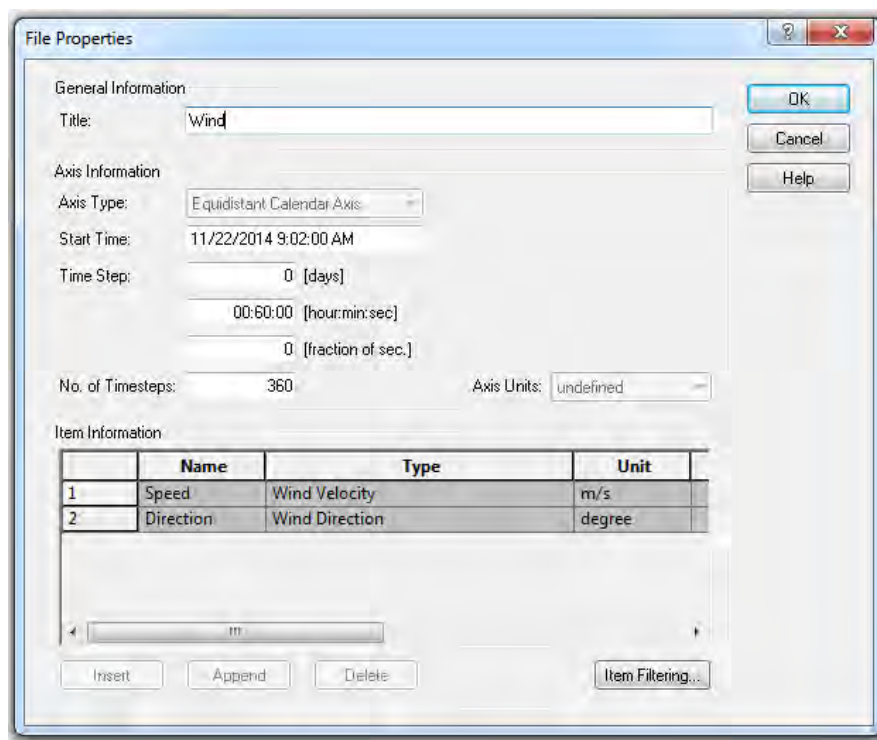 File Properties
General Information
Title: Wind
OK
Cancel
Help
Axis Information
Axis Type: Equidistant Calendar Axis
Start Time: 11/22/2014 9:02:00 AM
Time Step: 0 [days]
00:60:00 [hour:min:sec]
0 [fraction of sec.]
No. of Timesteps: 360 Axis Units: undefined
Item Information
Name Type Unit
1 Speed Wind Velocity m/s
2 Direction Wind Direction degree
Insert Append Delete Item Filtering...